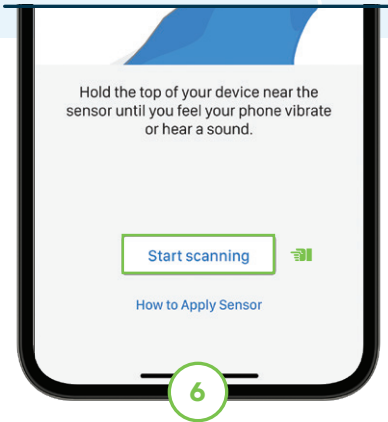 Hold the top of your device near the
sensor until you feel your phone vibrate
or hear a sound.
Start scanning
How to Apply Sensor
6